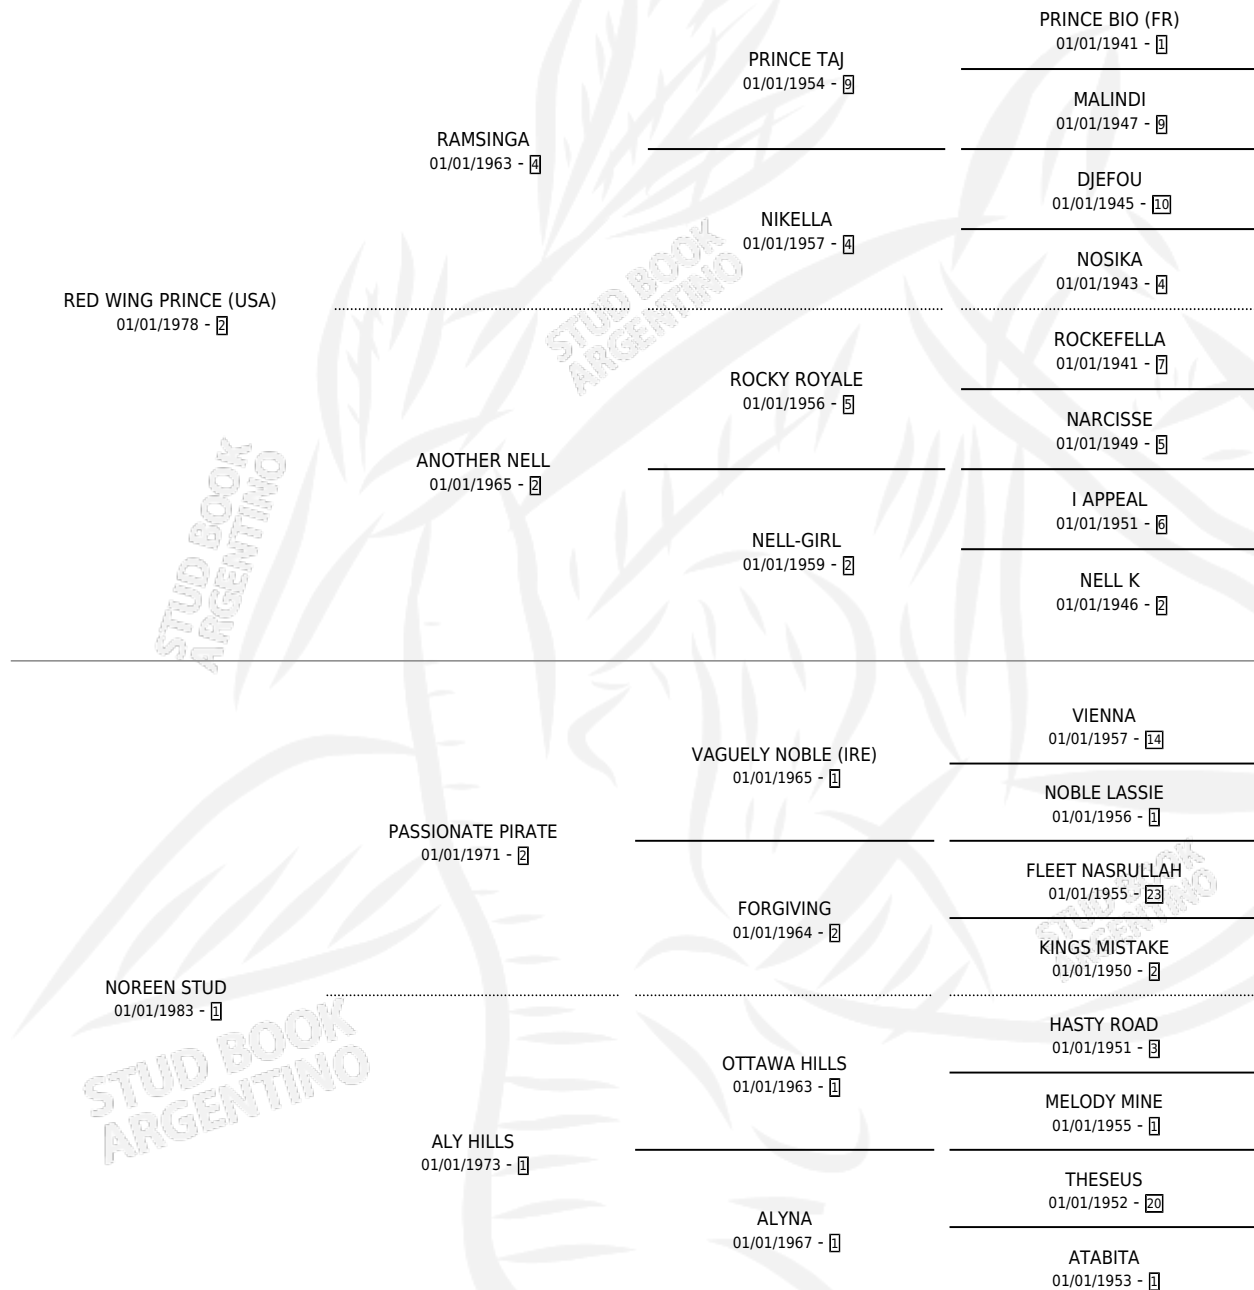 PRINCE BIO (FR)
01/01/1941 - 1
PRINCE TAJ
01/01/1954 - 9
MALINDI
01/01/1947 - 9
RAMSINGA
01/01/1963 - 4
DJEFOU
01/01/1945 - 10
NIKELLA
01/01/1957 - 4
NOSIKA
01/01/1943 - 4
RED WING PRINCE (USA)
01/01/1978 - 2
ROCKEFELLA
01/01/1941 - 7
ROCKY ROYALE
01/01/1956 - 5
NARCISSE
01/01/1949 - 5
ANOTHER NELL
01/01/1965 - 2
I APPEAL
01/01/1951 - 6
NELL-GIRL
01/01/1959 - 2
NELL K
01/01/1946 - 2
VIENNA
01/01/1957 - 14
VAGUELY NOBLE (IRE)
01/01/1965 - 1
NOBLE LASSIE
01/01/1956 - 1
PASSIONATE PIRATE
01/01/1971 - 2
FLEET NASRULLAH
01/01/1955 - 23
FORGIVING
01/01/1964 - 2
KINGS MISTAKE
01/01/1950 - 2
NOREEN STUD
01/01/1983 - 1
HASTY ROAD
01/01/1951 - 3
OTTAWA HILLS
01/01/1963 - 1
MELODY MINE
01/01/1955 - 1
ALY HILLS
01/01/1973 - 1
THESEUS
01/01/1952 - 20
ALYNA
01/01/1967 - 1
ATABITA
01/01/1953 - 1
STUD BOOK
ARGENTINO
STUD BOOK
ARGENTINO
STUD BOOK
ARGENTINO
STUD BOOK
ARGENTINO